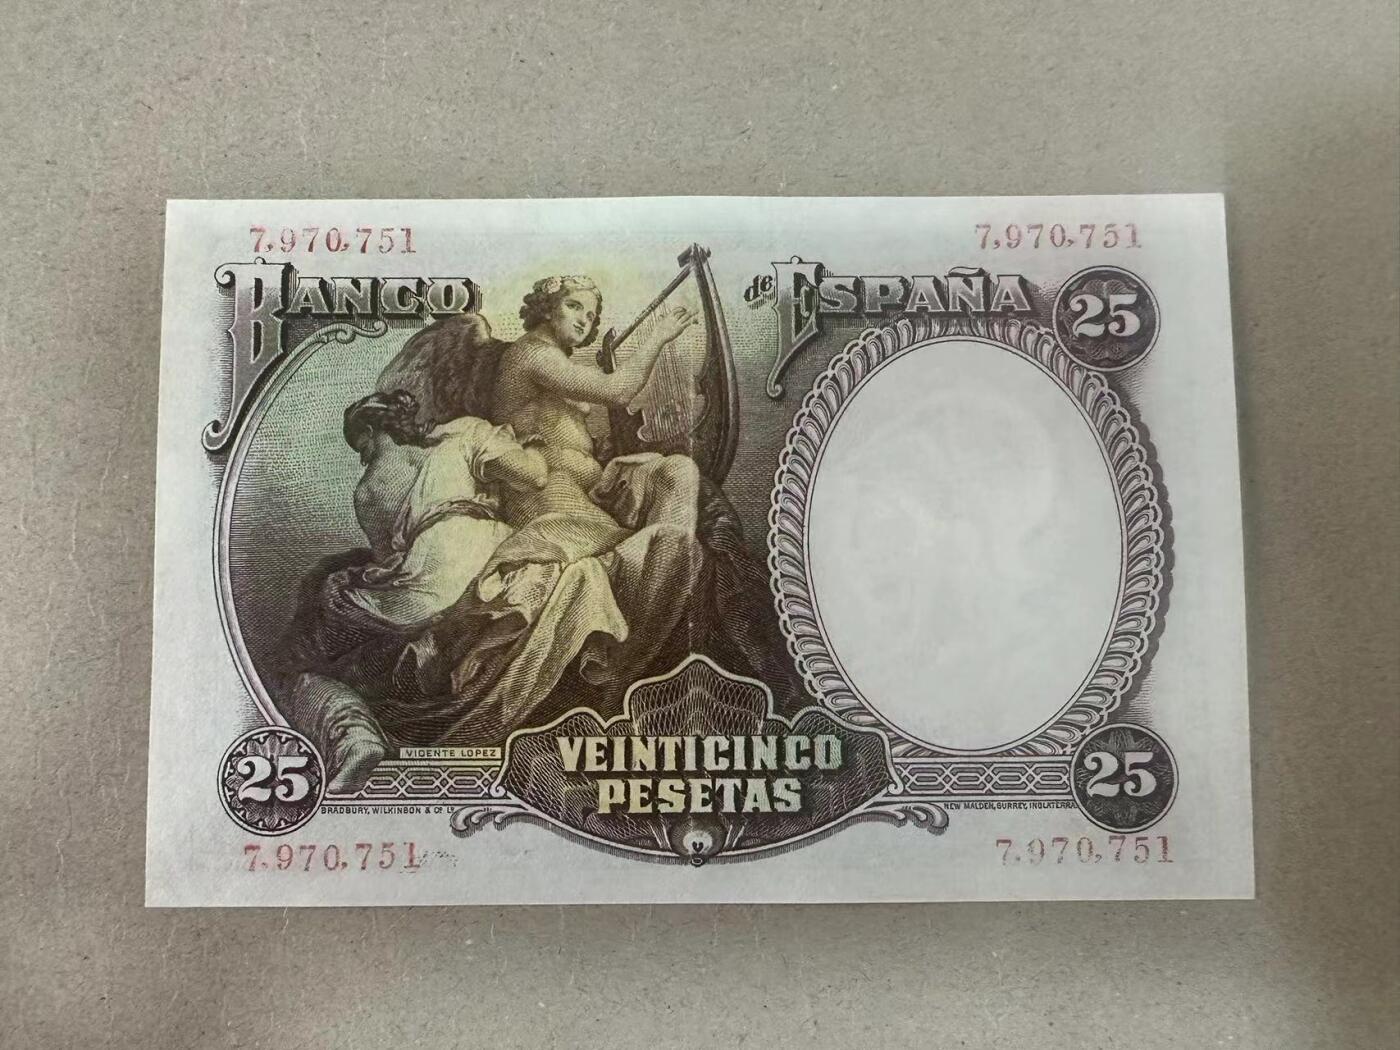 7,970,751 7,970,751
BANCO de ESPAÑA 25
VICENTE LOPEZ
VEINTICINCO
PESETAS
25 25
BRADBURY, WILKINSON & Cº Lᵈ NEW MALDEN, SURREY, INGLATERRA
7,970,751 7,970,751